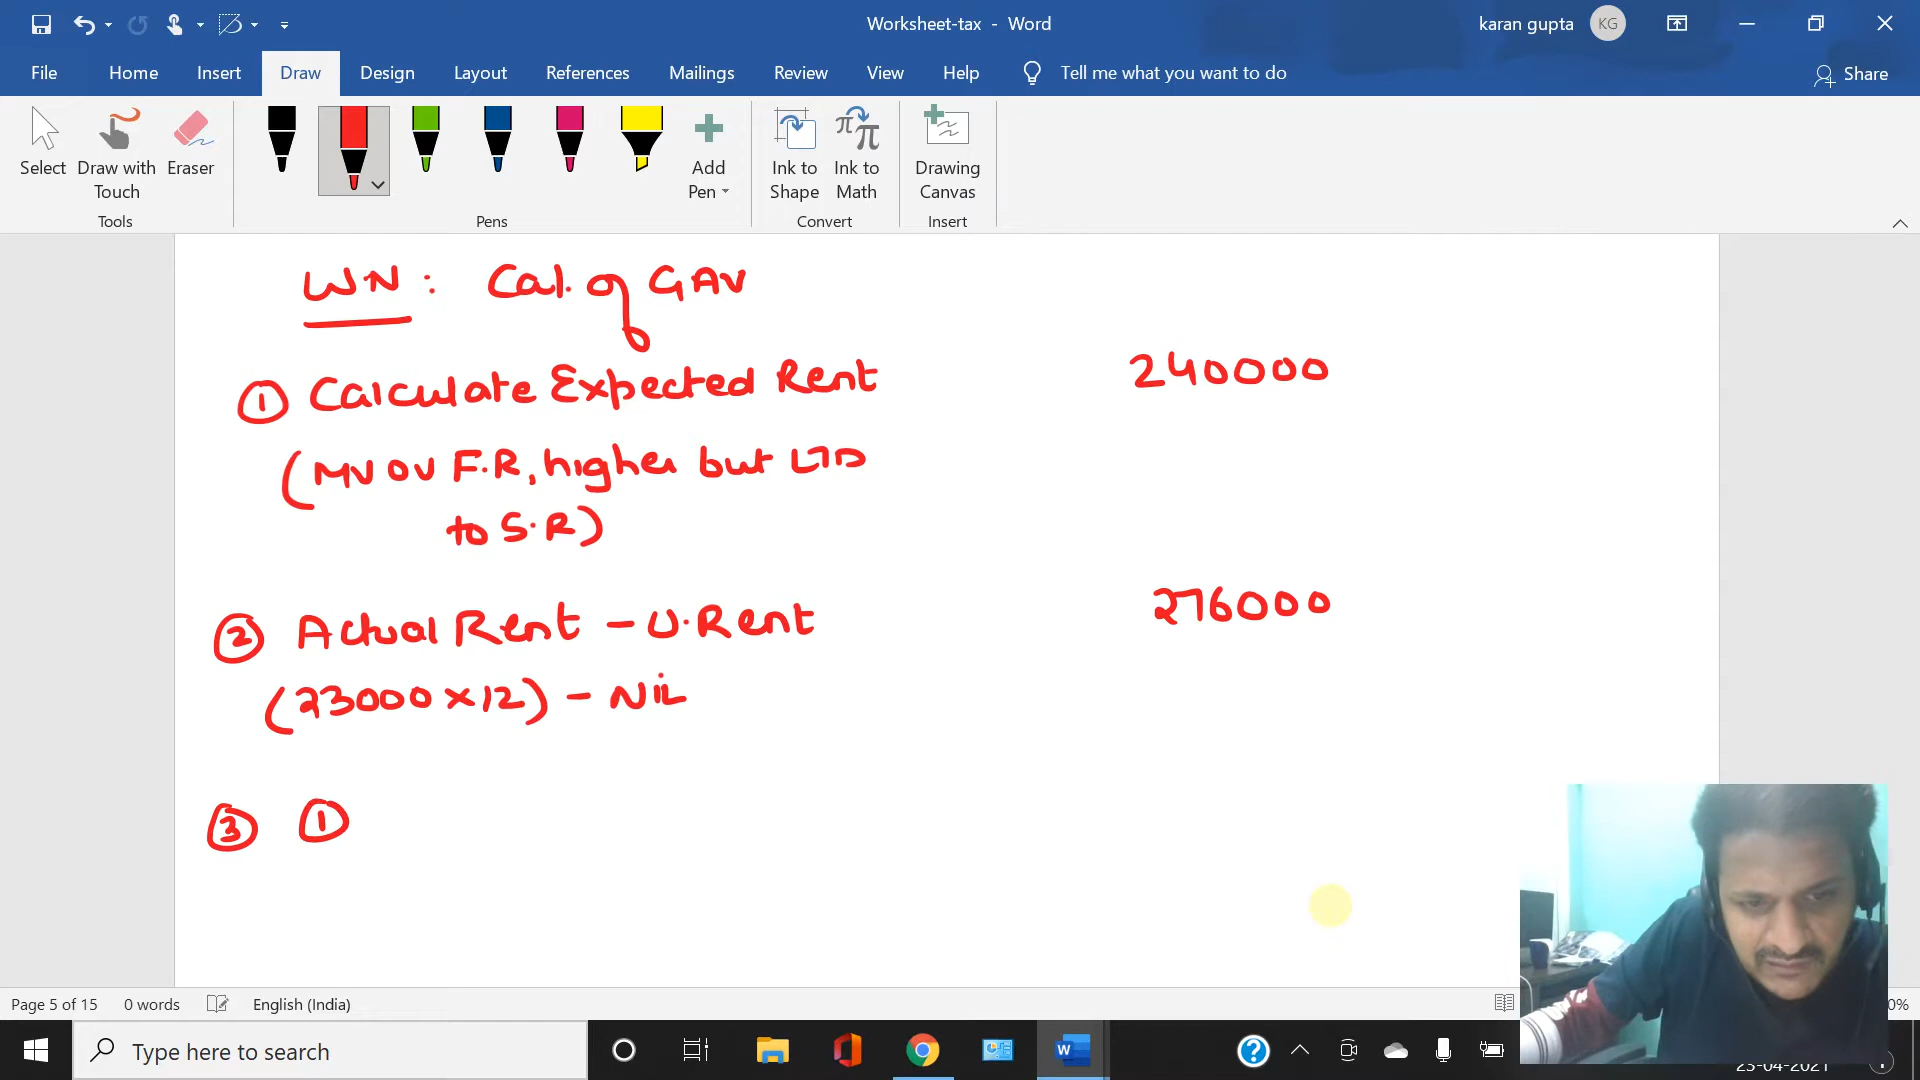 Worksheet-tax - Word
karan gupta
KG
File Home Insert Draw Design Layout References Mailings Review View Help Tell me what you want to do Share
Select
Draw with Touch
Eraser
Add Pen
Ink to Shape
Ink to Math
Drawing Canvas
Tools
Pens
Convert
Insert
WN : Cal. of GAV
① Calculate Expected Rent 240000
(MV OV F.R, higher but LTD
to S.R)
② Actual Rent - U.Rent 276000
(23000 × 12) - NiL
③ ①
Page 5 of 15 0 words English (India)
Type here to search
23-04-2021